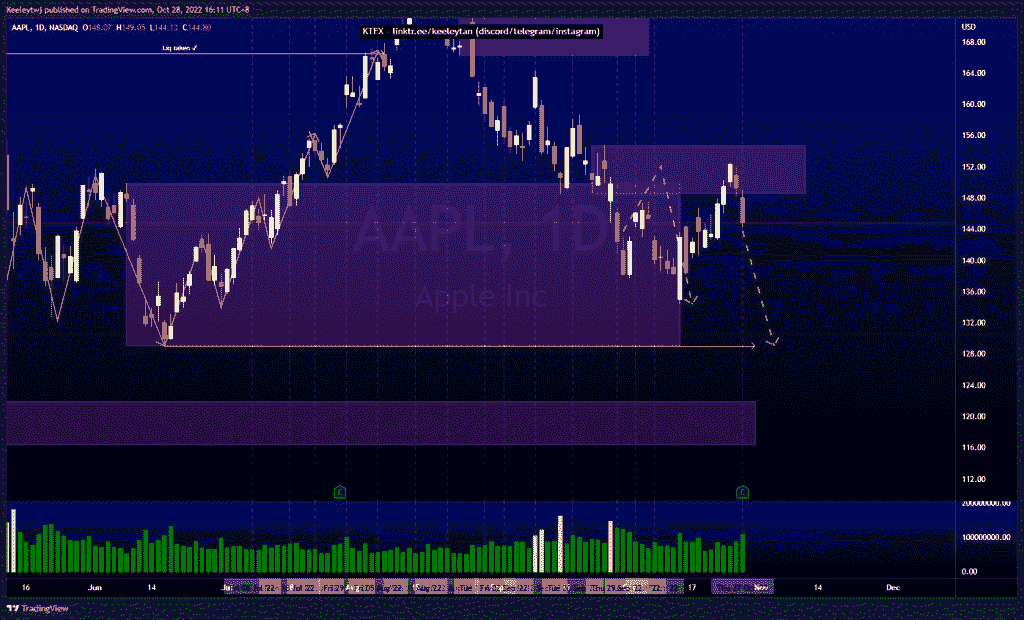 Keeleytwj published on TradingView.com, Oct 28, 2022 16:11 UTC+8
AAPL, 1D, NASDAQ O148.07 H149.05 L144.13 C144.80
KTFX - linktr.ee/keeleytan (discord/telegram/instagram)
USD
Liq taken ✓
168.00
164.00
160.00
156.00
152.00
148.00
144.00
140.00
136.00
132.00
128.00
124.00
120.00
116.00
112.00
AAPL, 1D
Apple Inc
100000000.00
0.00
16
Jun
14
17
Nov
14
Dec
TradingView